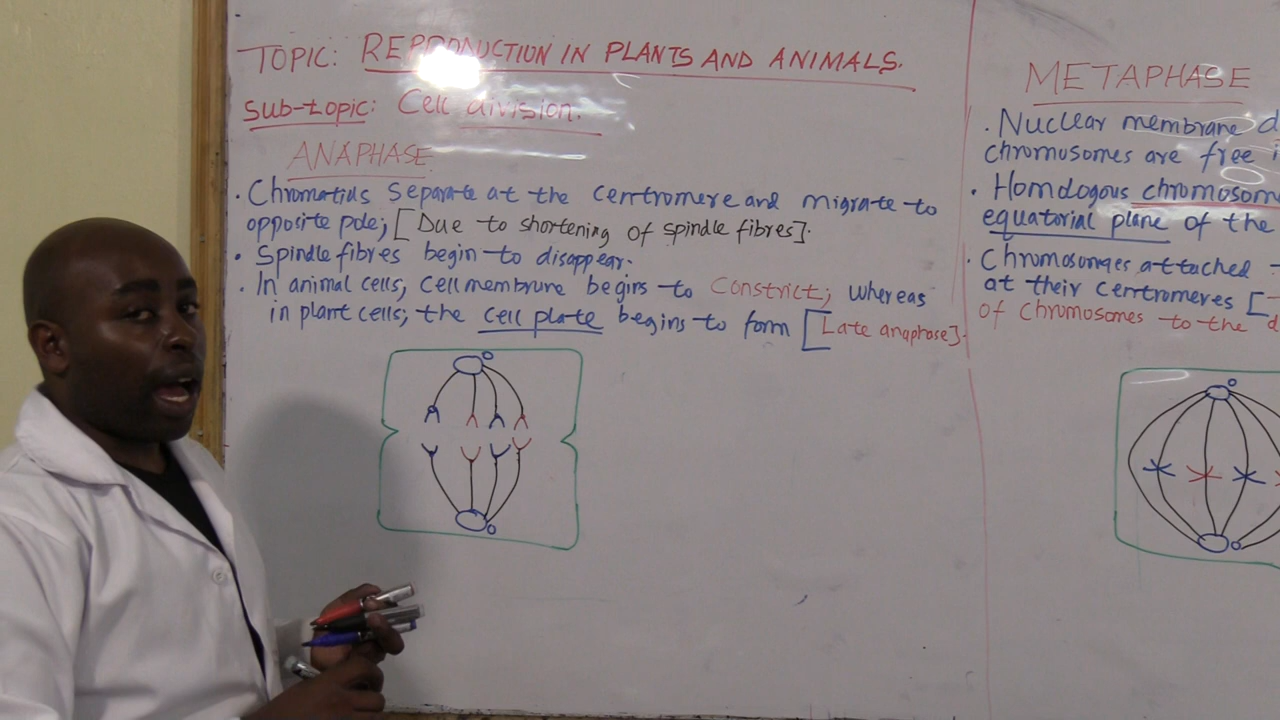 TOPIC: REPRODUCTION IN PLANTS AND ANIMALS.
Sub-topic: Cell division.
ANAPHASE
. Chromatids separate at the centromere and migrate to
opposite pole; [Due to shortening of spindle fibres].
. Spindle fibres begin to disappear.
. In animal cells, cell membrane begins to Constrict; whereas
in plant cells; the cell plate begins to form [Late anaphase].
METAPHASE
. Nuclear membrane d
chromosomes are free i
. Homologous chromosom
equatorial plane of the
. Chromosomes attached
at their centromeres [
of chromosomes to the